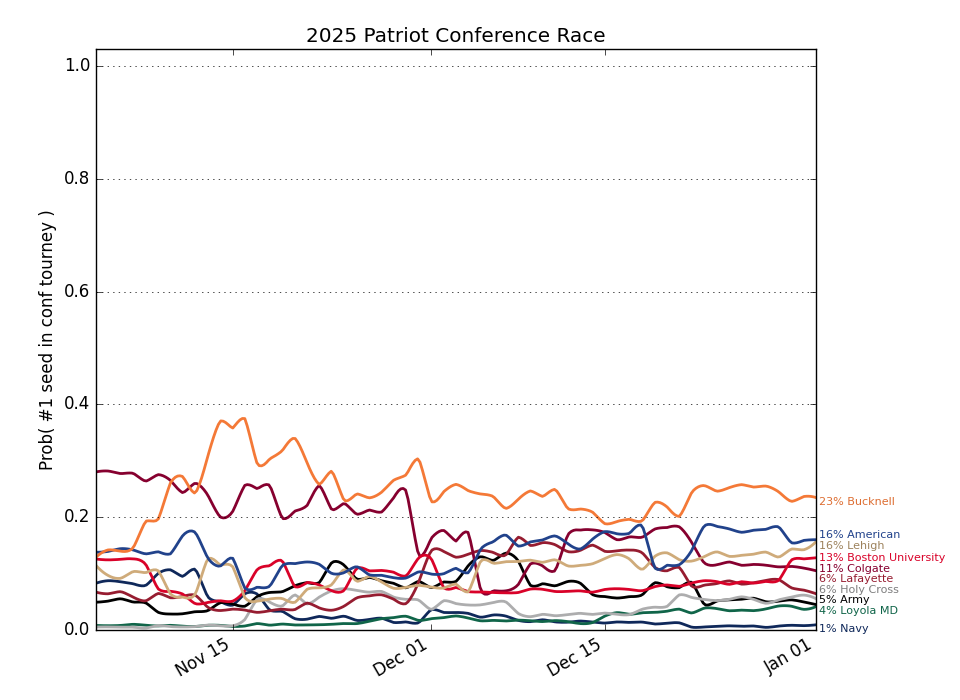 2025 Patriot Conference Race
Prob( #1 seed in conf tourney )
1.0
0.8
0.6
0.4
0.2
0.0
Nov 15
Dec 01
Dec 15
Jan 01
23% Bucknell
16% American
16% Lehigh
13% Boston University
11% Colgate
6% Lafayette
6% Holy Cross
5% Army
4% Loyola MD
1% Navy